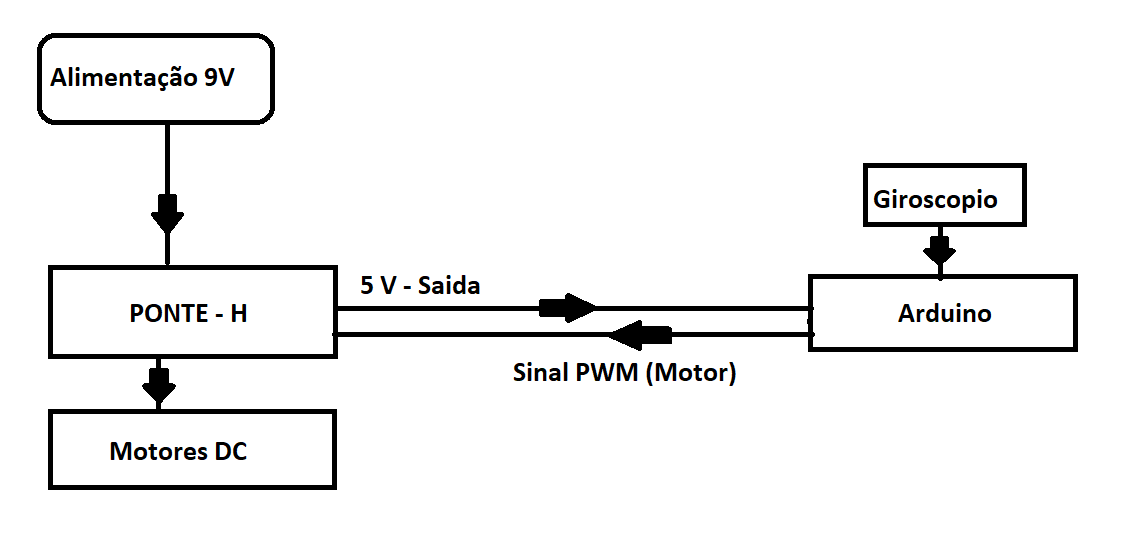 Alimentação 9V
Giroscopio
5 V - Saida
PONTE - H
Arduino
Sinal PWM (Motor)
Motores DC